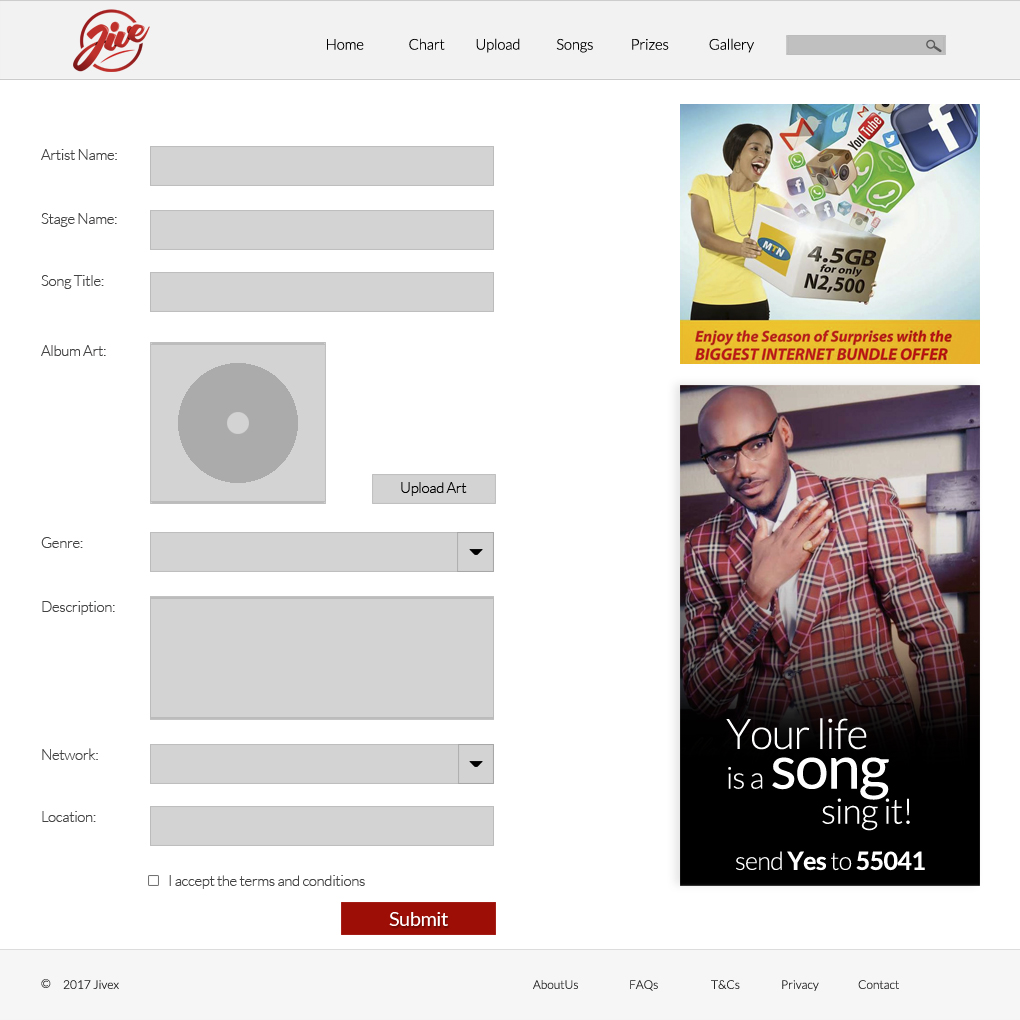 Jive
Home Chart Upload Songs Prizes Gallery
Artist Name:
Stage Name:
Song Title:
Album Art:
Upload Art
Genre:
Description:
Network:
Location:
I accept the terms and conditions
Submit
You Tube
MTN
4.5GB
for only
N2,500
Enjoy the Season of Surprises with the
BIGGEST INTERNET BUNDLE OFFER
Your life
is a song
sing it!
send Yes to 55041
© 2017 Jivex AboutUs FAQs T&Cs Privacy Contact